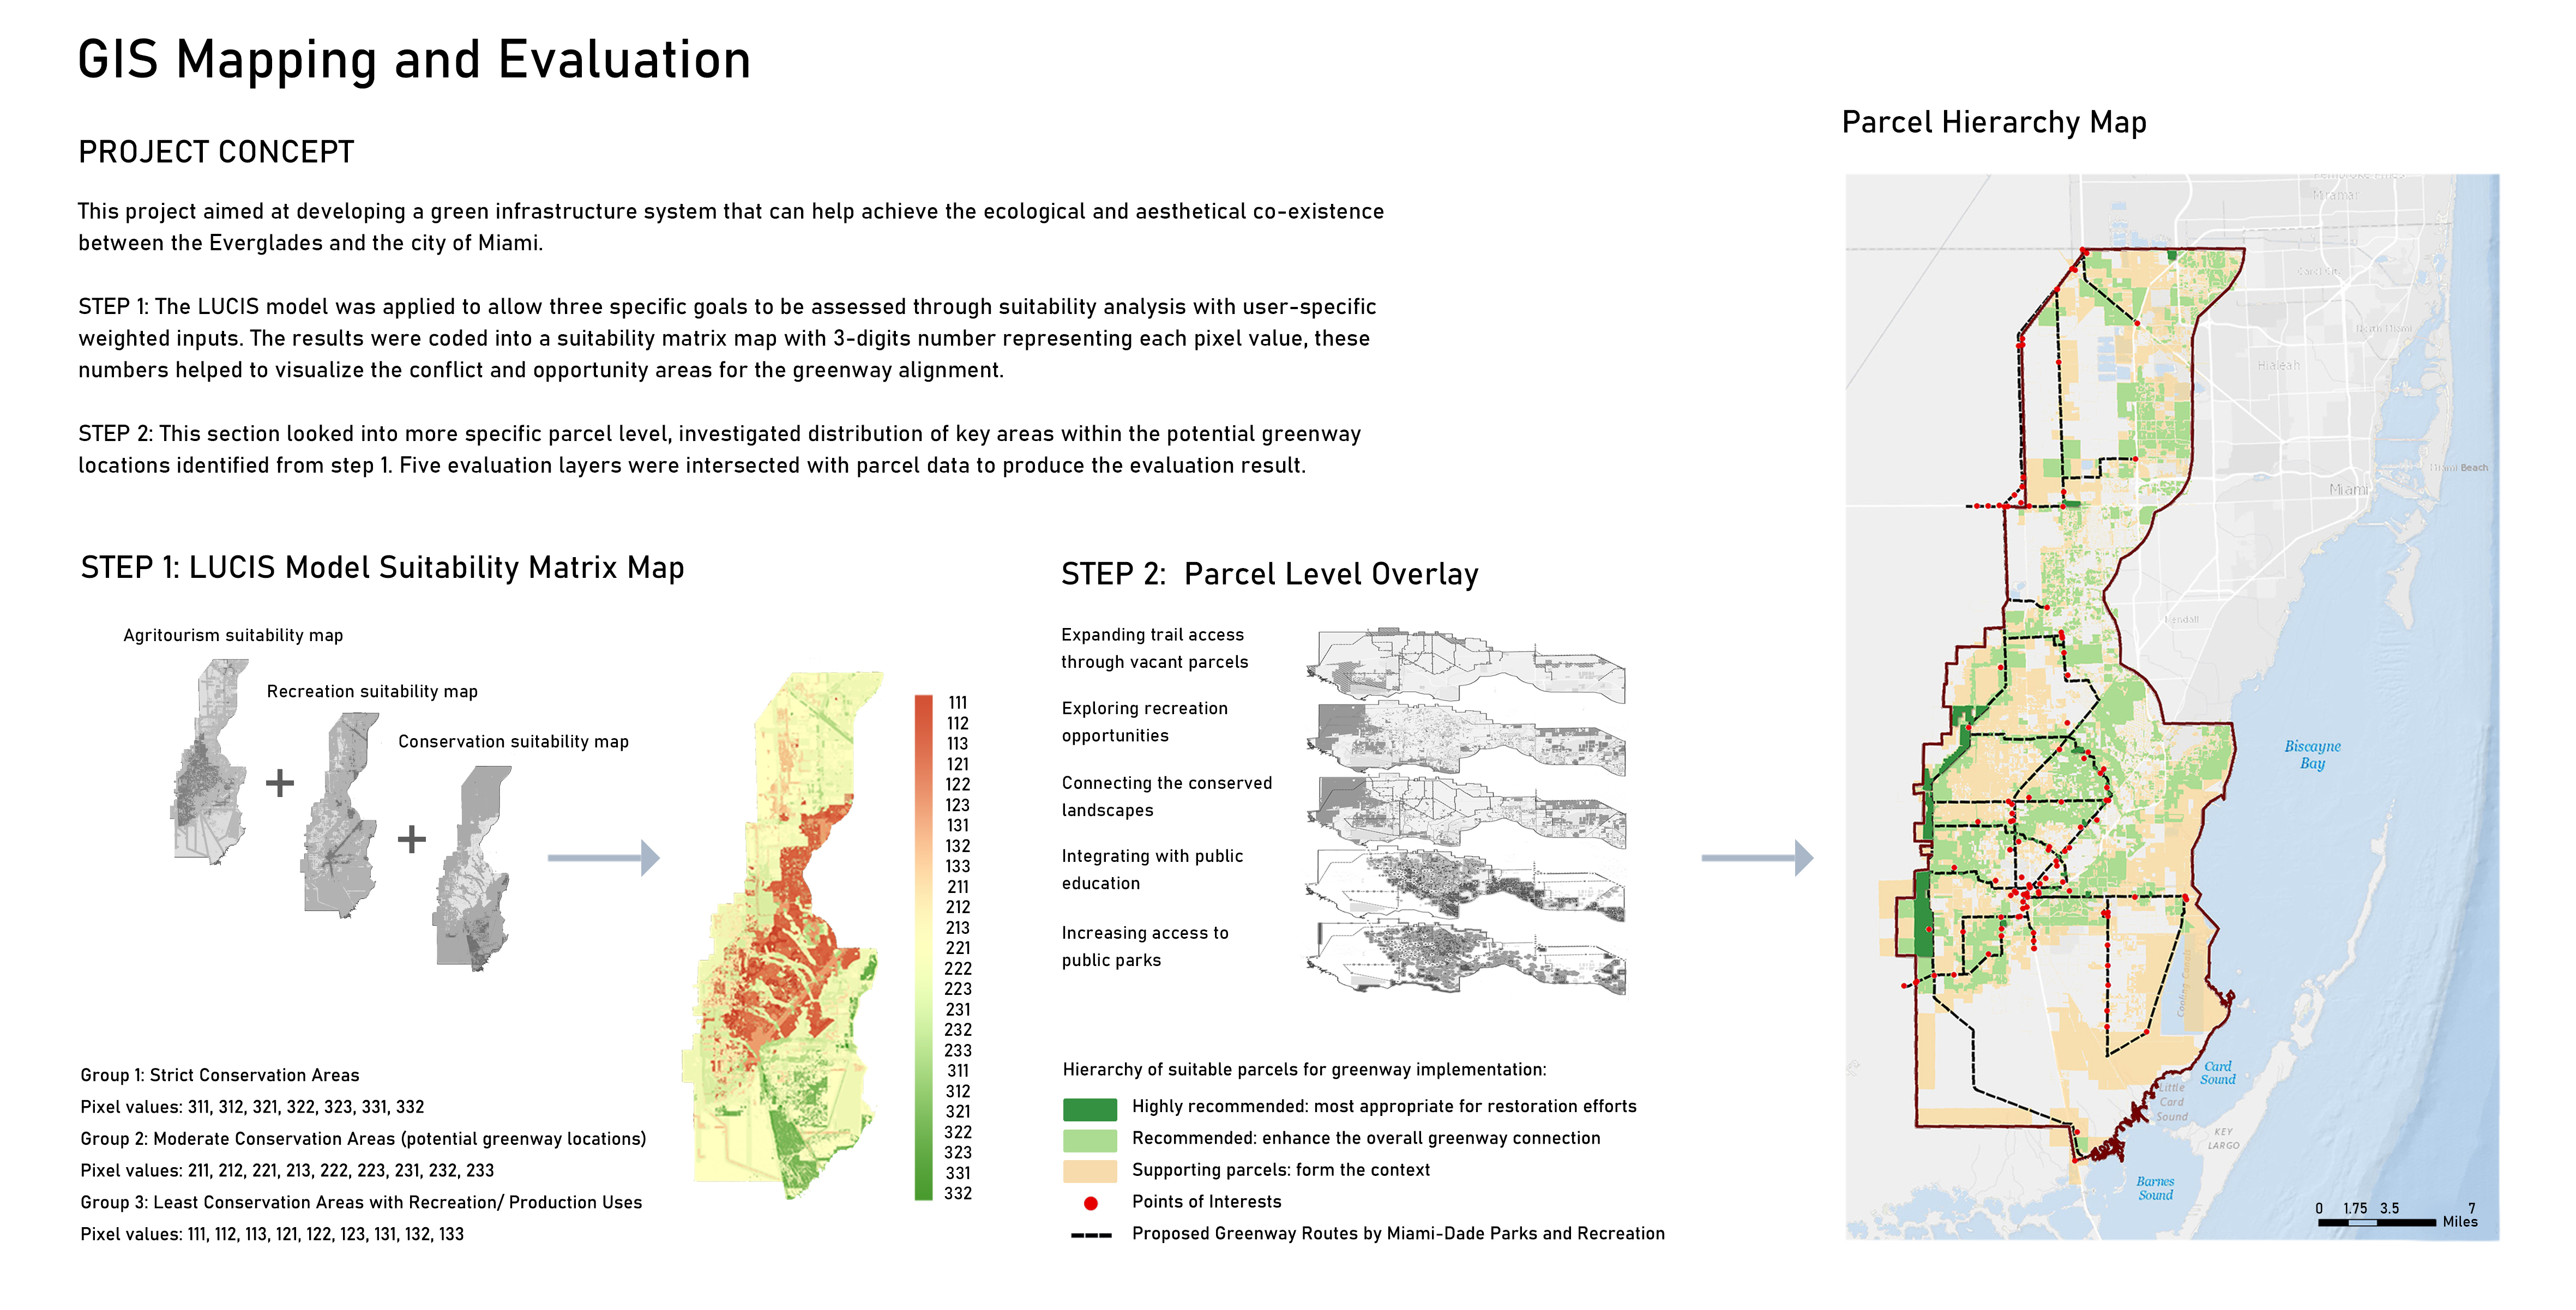 GIS Mapping and Evaluation
PROJECT CONCEPT
This project aimed at developing a green infrastructure system that can help achieve the ecological and aesthetical co-existence
between the Everglades and the city of Miami.
STEP 1: The LUCIS model was applied to allow three specific goals to be assessed through suitability analysis with user-specific
weighted inputs. The results were coded into a suitability matrix map with 3-digits number representing each pixel value, these
numbers helped to visualize the conflict and opportunity areas for the greenway alignment.
STEP 2: This section looked into more specific parcel level, investigated distribution of key areas within the potential greenway
locations identified from step 1. Five evaluation layers were intersected with parcel data to produce the evaluation result.
STEP 1: LUCIS Model Suitability Matrix Map
Agritourism suitability map
Recreation suitability map
Conservation suitability map
+
+
111
112
113
121
122
123
131
132
133
211
212
213
221
222
223
231
232
233
311
312
321
322
323
331
332
Group 1: Strict Conservation Areas
Pixel values: 311, 312, 321, 322, 323, 331, 332
Group 2: Moderate Conservation Areas (potential greenway locations)
Pixel values: 211, 212, 221, 213, 222, 223, 231, 232, 233
Group 3: Least Conservation Areas with Recreation/ Production Uses
Pixel values: 111, 112, 113, 121, 122, 123, 131, 132, 133
STEP 2: Parcel Level Overlay
Expanding trail access
through vacant parcels
Exploring recreation
opportunities
Connecting the conserved
landscapes
Integrating with public
education
Increasing access to
public parks
Hierarchy of suitable parcels for greenway implementation:
Highly recommended: most appropriate for restoration efforts
Recommended: enhance the overall greenway connection
Supporting parcels: form the context
Points of Interests
Proposed Greenway Routes by Miami-Dade Parks and Recreation
Parcel Hierarchy Map
Miramar
Carol City
North Miami
Hialeah
Miami Beach
Miami
Kendall
Biscayne
Bay
Cooling Canals
Card
Sound
Little
Card
Sound
KEY
LARGO
Barnes
Sound
0 1.75 3.5 7
Miles